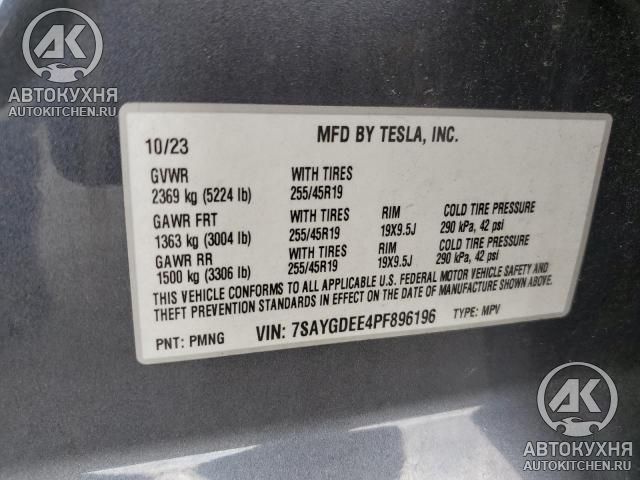 AK
АВТОКУХНЯ
AUTOKITCHEN.RU
10/23
MFD BY TESLA, INC.
GVWR
2369 kg (5224 lb)
WITH TIRES
255/45R19
GAWR FRT
1363 kg (3004 lb)
WITH TIRES
255/45R19
RIM
19X9.5J
COLD TIRE PRESSURE
290 kPa, 42 psi
GAWR RR
1500 kg (3306 lb)
WITH TIRES
255/45R19
RIM
19X9.5J
COLD TIRE PRESSURE
290 kPa, 42 psi
THIS VEHICLE CONFORMS TO ALL APPLICABLE U.S. FEDERAL MOTOR VEHICLE SAFETY AND
THEFT PREVENTION STANDARDS IN EFFECT ON THE DATE OF MANUFACTURE SHOWN ABOVE.
PNT: PMNG
VIN: 7SAYGDEE4PF896196
TYPE: MPV
AK
АВТОКУХНЯ
AUTOKITCHEN.RU